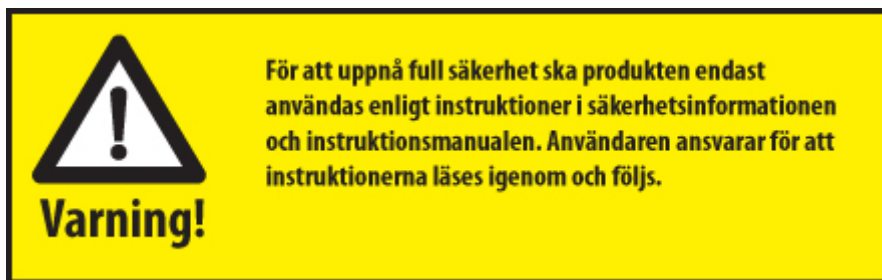 För att uppnå full säkerhet ska produkten endast
användas enligt instruktioner i säkerhetsinformationen
och instruktionsmanualen. Användaren ansvarar för att
instruktionerna läses igenom och följs.
Varning!